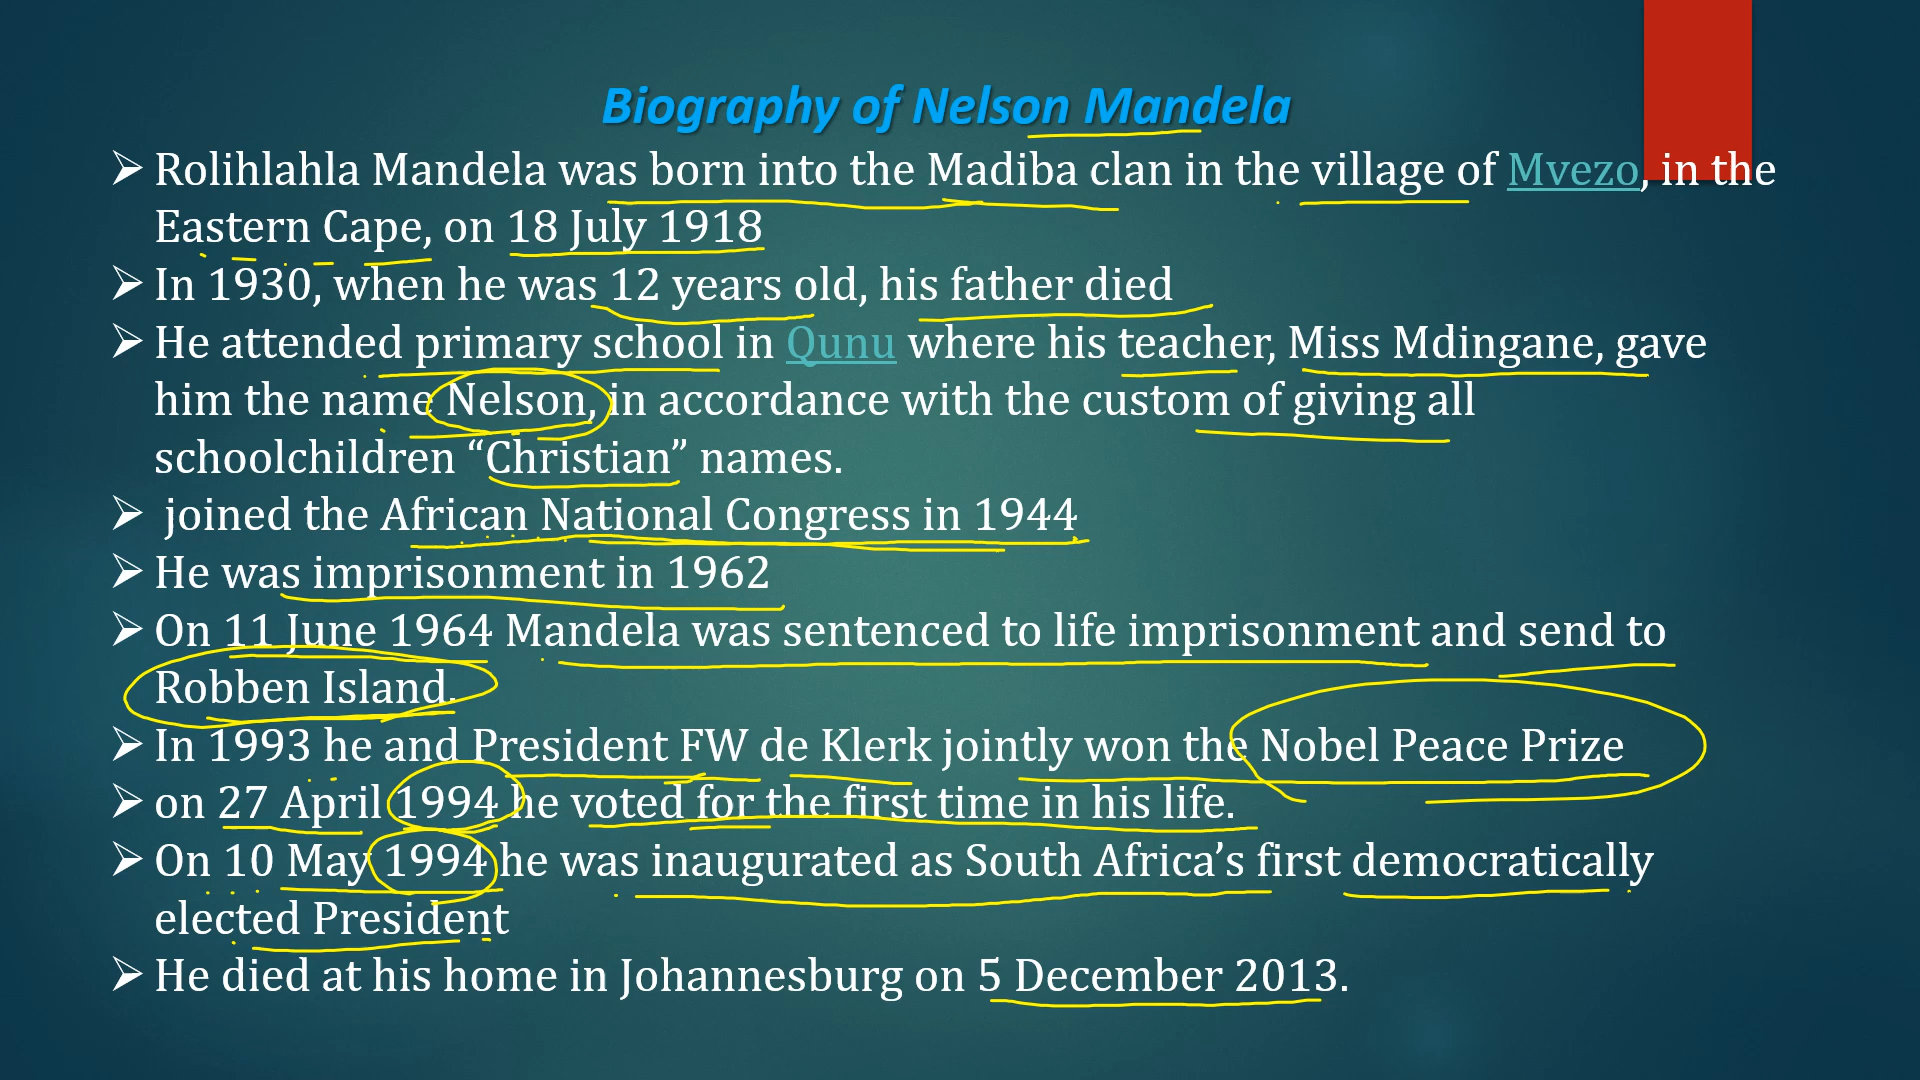 Biography of Nelson Mandela
➢ Rolihlahla Mandela was born into the Madiba clan in the village of Mvezo, in the
Eastern Cape, on 18 July 1918
➢ In 1930, when he was 12 years old, his father died
➢ He attended primary school in Qunu where his teacher, Miss Mdingane, gave
him the name Nelson, in accordance with the custom of giving all
schoolchildren “Christian” names.
➢ joined the African National Congress in 1944
➢ He was imprisonment in 1962
➢ On 11 June 1964 Mandela was sentenced to life imprisonment and send to
Robben Island.
➢ In 1993 he and President FW de Klerk jointly won the Nobel Peace Prize
➢ on 27 April 1994 he voted for the first time in his life.
➢ On 10 May 1994 he was inaugurated as South Africa’s first democratically
elected President
➢ He died at his home in Johannesburg on 5 December 2013.